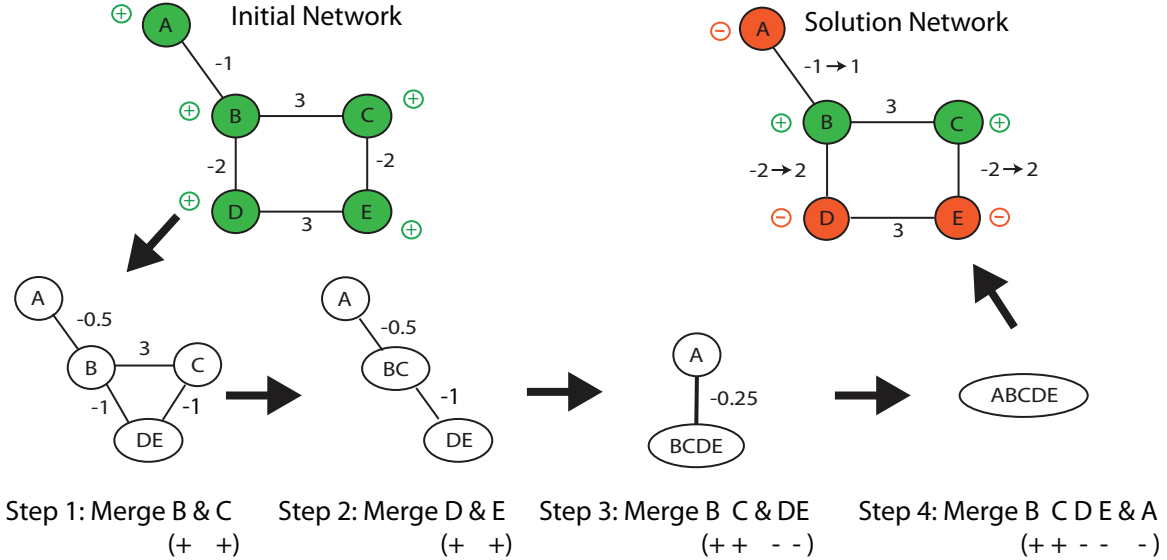 Initial Network
Solution Network
⊕ A
⊖ A
-1
-1→1
⊕ B 3 C ⊕
⊕ B 3 C ⊕
-2 -2
-2→2 -2→2
⊕ D 3 E ⊕
⊖ D 3 E ⊖
A
-0.5
B 3 C
-1 -1
DE
A
-0.5
BC
-1
DE
A
-0.25
BCDE
ABCDE
Step 1: Merge B & C
(+ +)
Step 2: Merge D & E
(+ +)
Step 3: Merge B C & DE
(+ + - -)
Step 4: Merge B C D E & A
(+ + - - -)